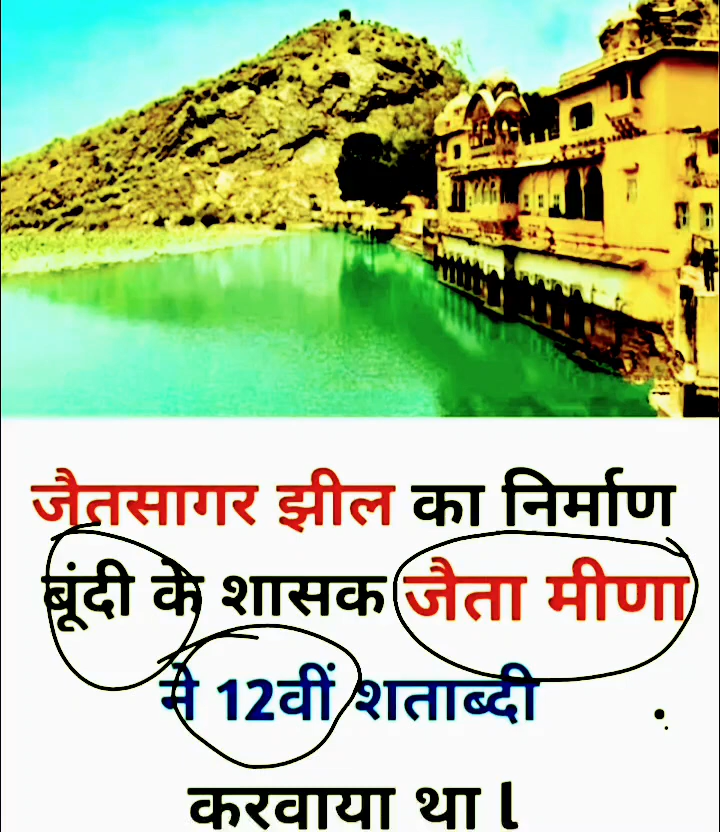 जैतसागर झील का निर्माण
बूंदी के शासक जैता मीणा
ने 12वीं शताब्दी
करवाया था l